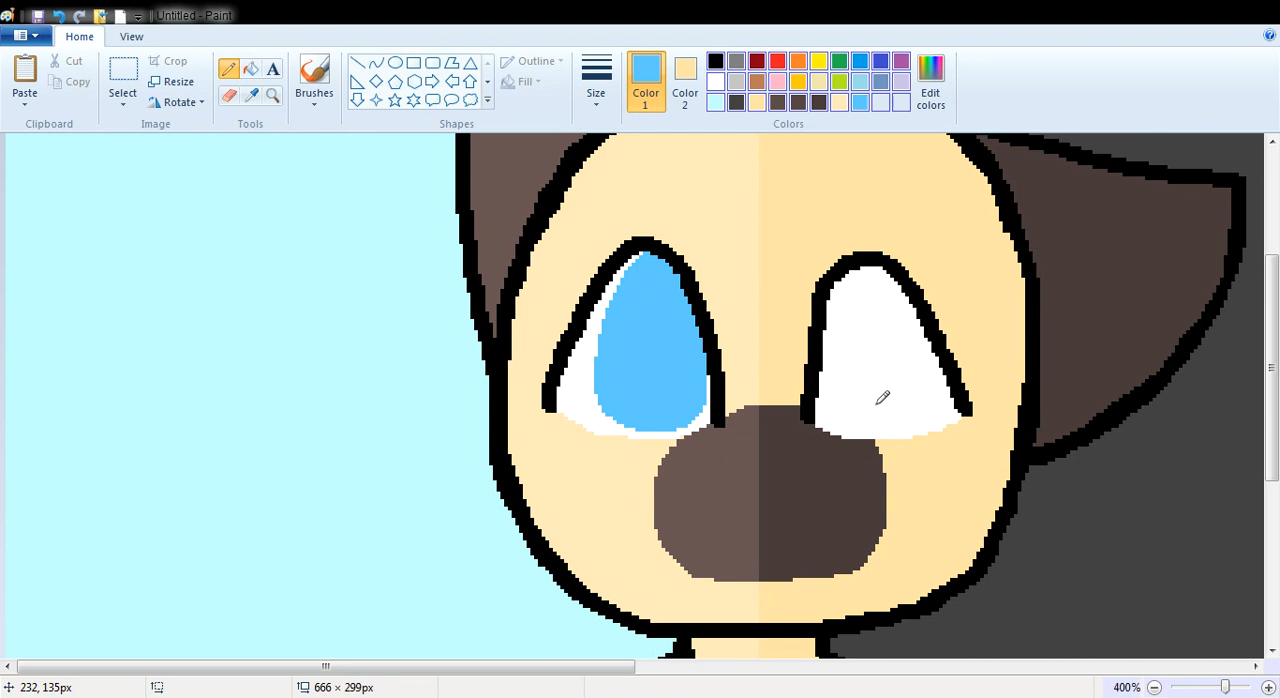 Untitled - Paint
Home View
Paste
Cut
Copy
Select
Crop
Resize
Rotate
A
Brushes
Outline
Fill
Size
Color
1
Color
2
Edit
colors
Clipboard Image Tools Shapes Colors
232, 135px 666 × 299px 400%